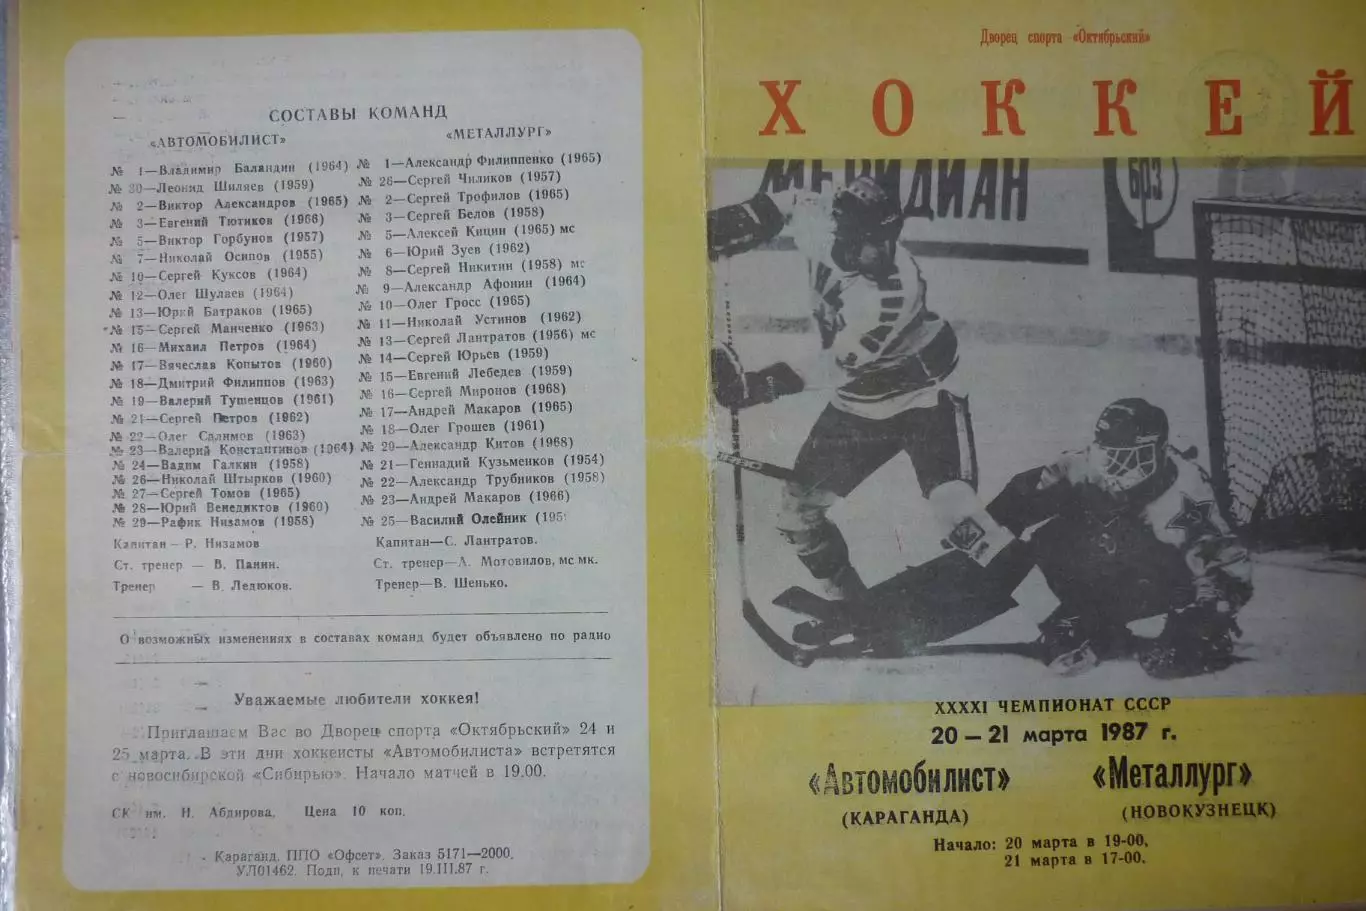 СОСТАВЫ КОМАНД
«АВТОМОБИЛИСТ»
№ 1—Владимир Баландин (1964)
№ 30—Леонид Шиляев (1959)
№ 2—Виктор Александров (1965)
№ 3—Евгений Тютиков (1966)
№ 5—Виктор Горбунов (1957)
№ 7—Николай Осипов (1955)
№ 10—Сергей Куксов (1964)
№ 12—Олег Шулаев (1964)
№ 13—Юрий Батраков (1965)
№ 15—Сергей Манченко (1963)
№ 16—Михаил Петров (1964)
№ 17—Вячеслав Копытов (1960)
№ 18—Дмитрий Филиппов (1963)
№ 19—Валерий Тушенцов (1961)
№ 21—Сергей Петров (1962)
№ 22—Олег Салимов (1963)
№ 23—Валерий Константинов (1964)
№ 24—Вадим Галкин (1958)
№ 26—Николай Штырков (1960)
№ 27—Сергей Томов (1965)
№ 28—Юрий Венедиктов (1960)
№ 29—Рафик Низамов (1958)
Капитан — Р. Низамов
Ст. тренер — В. Панин.
Тренер — В. Ледюков.
«МЕТАЛЛУРГ»
№ 1—Александр Филиппенко (1965)
№ 26—Сергей Чиликов (1957)
№ 2—Сергей Трофилов (1965)
№ 3—Сергей Белов (1958)
№ 5—Алексей Кицин (1965) мс
№ 6—Юрий Зуев (1962)
№ 8—Сергей Никитин (1958) мс
№ 9—Александр Афонин (1964)
№ 10—Олег Гросс (1965)
№ 11—Николай Устинов (1962)
№ 13—Сергей Лантратов (1956) мс
№ 14—Сергей Юрьев (1959)
№ 15—Евгений Лебедев (1959)
№ 16—Сергей Миронов (1968)
№ 17—Андрей Макаров (1965)
№ 18—Олег Грошев (1961)
№ 20—Александр Китов (1968)
№ 21—Геннадий Кузьменков (1954)
№ 22—Александр Трубников (1958)
№ 23—Андрей Макаров (1966)
№ 25—Василий Олейник (195
Капитан—С. Лантратов.
Ст. тренер—А. Мотовилов, мс мк.
Тренер—В. Шенько.
О возможных изменениях в составах команд будет объявлено по радио
Уважаемые любители хоккея!
Приглашаем Вас во Дворец спорта «Октябрьский» 24 и
25 марта. В эти дни хоккеисты «Автомобилиста» встретятся
с новосибирской «Сибирью». Начало матчей в 19.00.
СК им. Н. Абдирова. Цена 10 коп.
Караганд. ППО «Офсет». Заказ 5171—2000.
УЛ01462. Подп. к печати 19.III.87 г.
Дворец спорта «Октябрьский»
ХОККЕЙ
МЕРИДИАН
БОЗ
XXXXI ЧЕМПИОНАТ СССР
20 — 21 марта 1987 г.
«Автомобилист» «Металлург»
(КАРАГАНДА) (НОВОКУЗНЕЦК)
Начало: 20 марта в 19-00,
21 марта в 17-00.